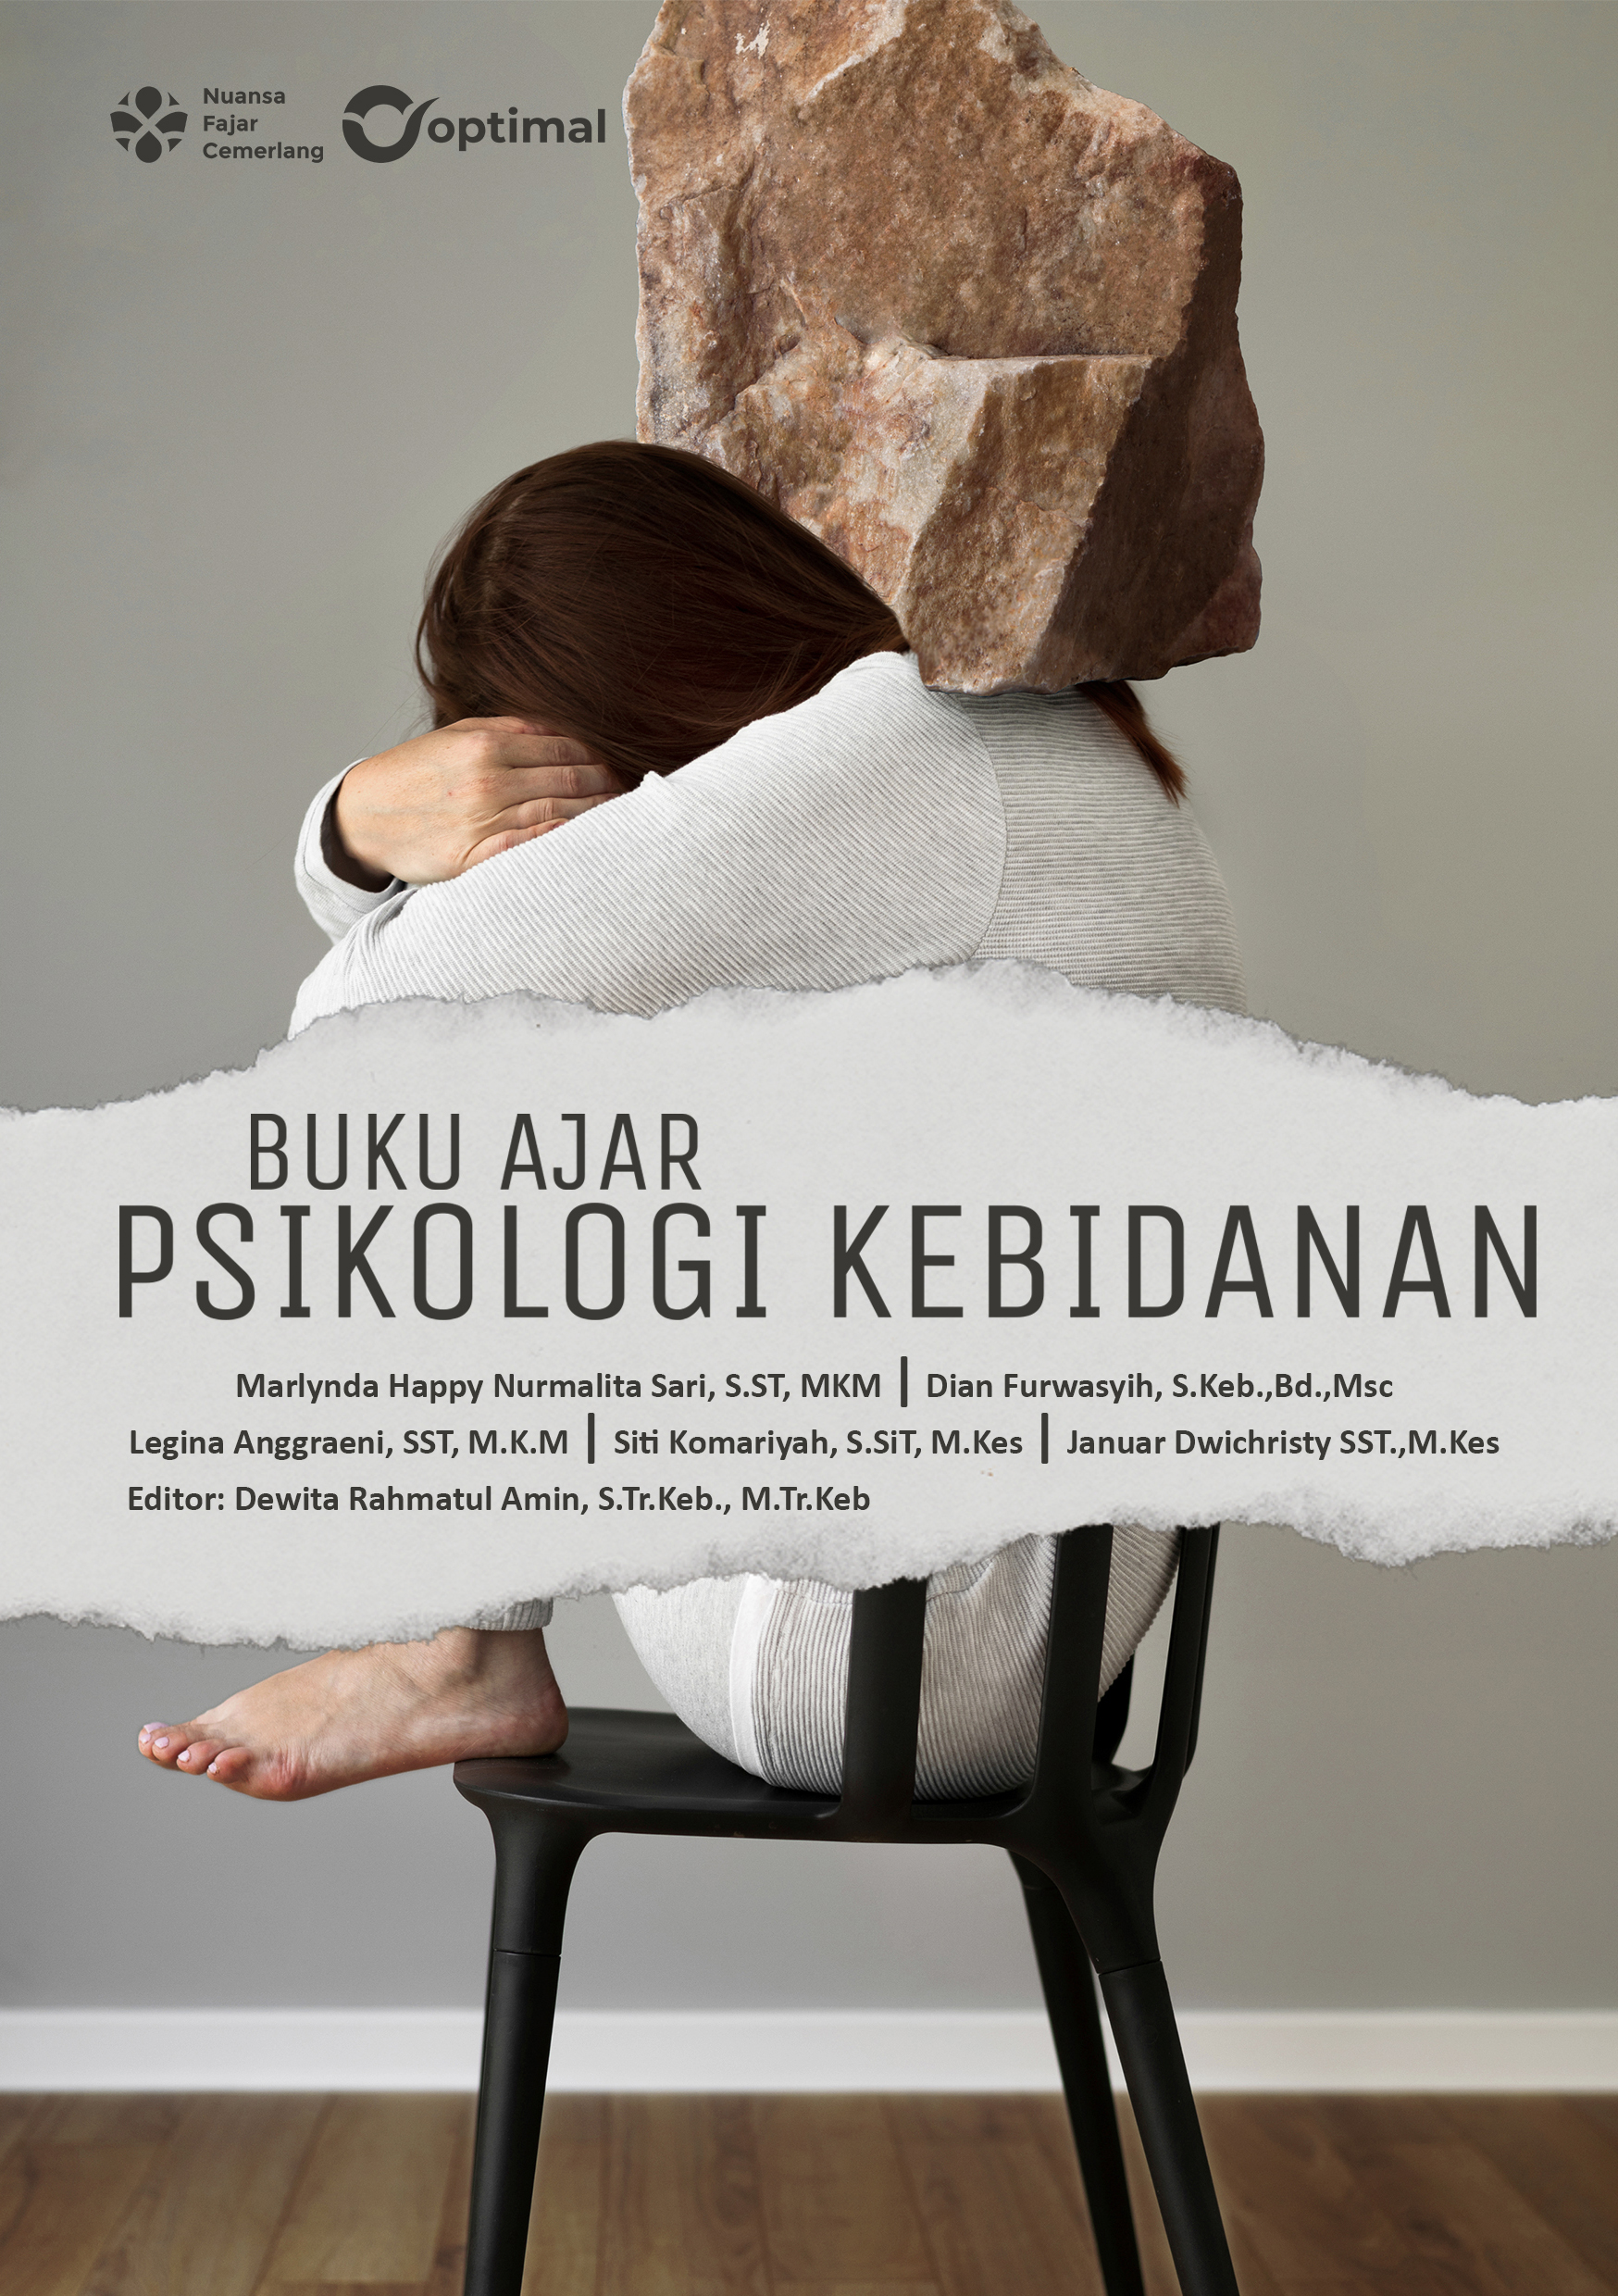 Nuansa
Fajar
Cemerlang
optimal
BUKU AJAR
PSIKOLOGI KEBIDANAN
Marlynda Happy Nurmalita Sari, S.ST, MKM | Dian Furwasyih, S.Keb.,Bd.,Msc
Legina Anggraeni, SST, M.K.M | Siti Komariyah, S.SiT, M.Kes | Januar Dwichristy SST.,M.Kes
Editor: Dewita Rahmatul Amin, S.Tr.Keb., M.Tr.Keb